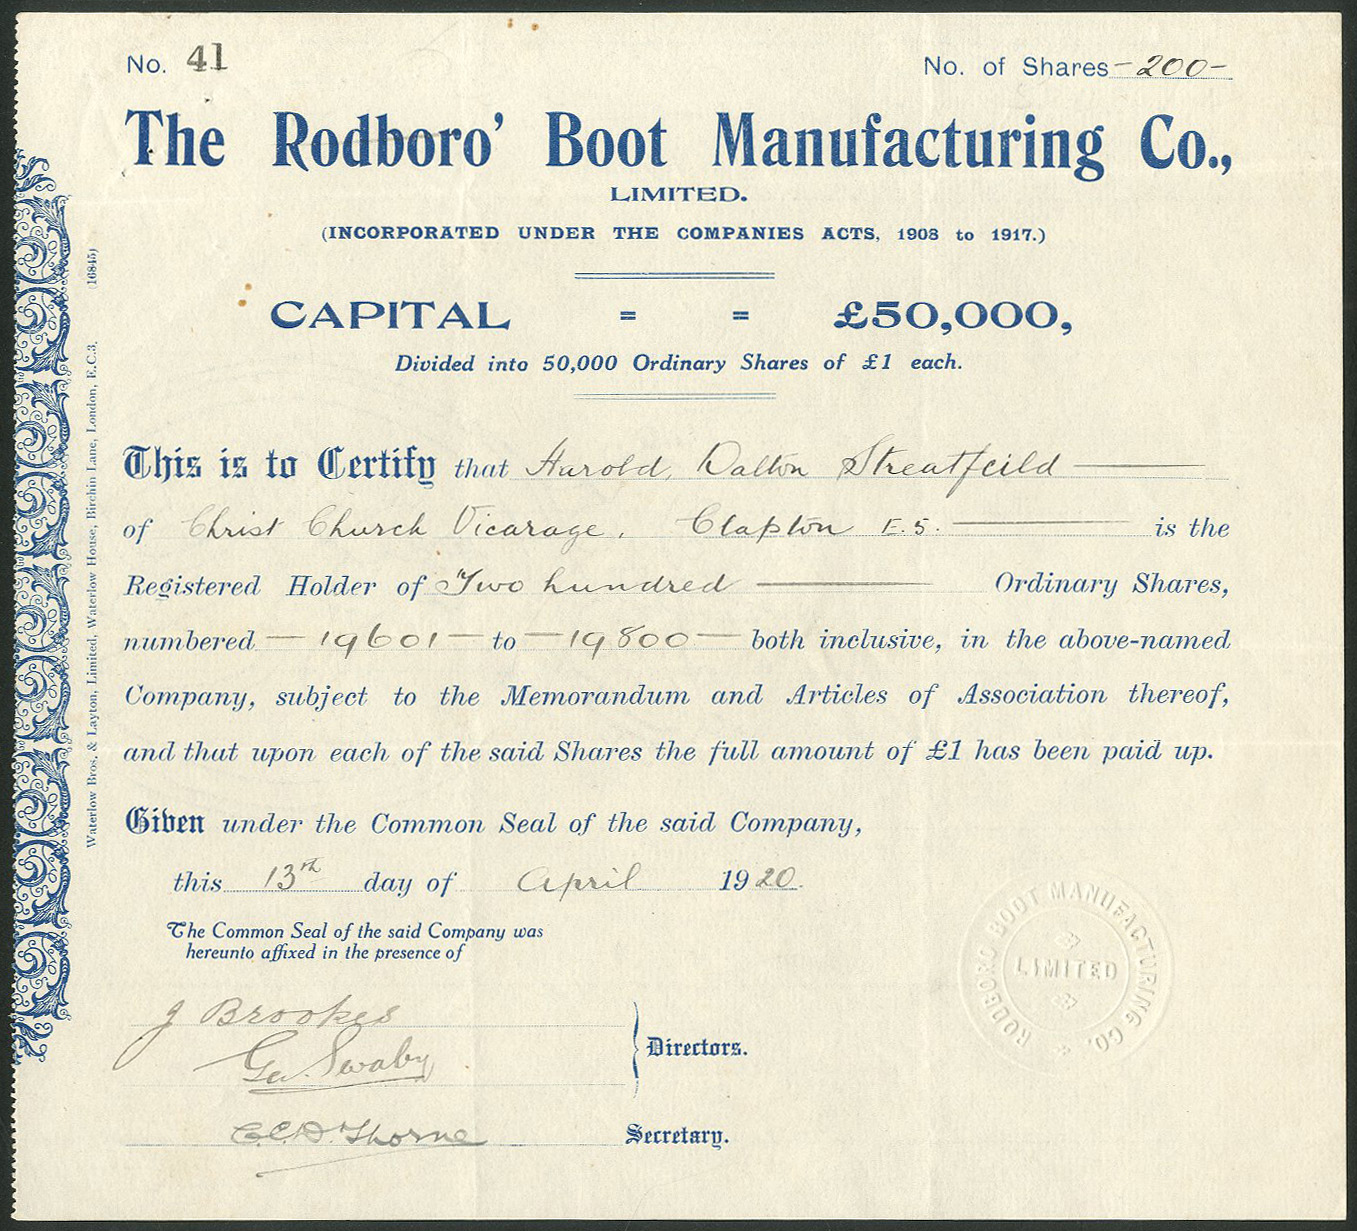 No. 41
No. of Shares -200-
The Rodboro' Boot Manufacturing Co.,
LIMITED.
(INCORPORATED UNDER THE COMPANIES ACTS, 1908 to 1917.)
CAPITAL = = £50,000,
Divided into 50,000 Ordinary Shares of £1 each.
This is to Certify that Harold Dalton Streatfeild
of Christ Church Vicarage, Clapton E.5. is the
Registered Holder of Two hundred Ordinary Shares,
numbered — 19601 — to — 19800 — both inclusive, in the above-named
Company, subject to the Memorandum and Articles of Association thereof,
and that upon each of the said Shares the full amount of £1 has been paid up.
Given under the Common Seal of the said Company,
this 13th day of April 1920.
The Common Seal of the said Company was
hereunto affixed in the presence of
J Brookes
Geo. Swaby
Directors.
E.C.D. Thorne
Secretary.
RODBORO BOOT MANUFACTURING CO.
LIMITED
Waterlow Bros. & Layton, Limited, Waterlow House, Birchin Lane, London, E.C.3. (16845)